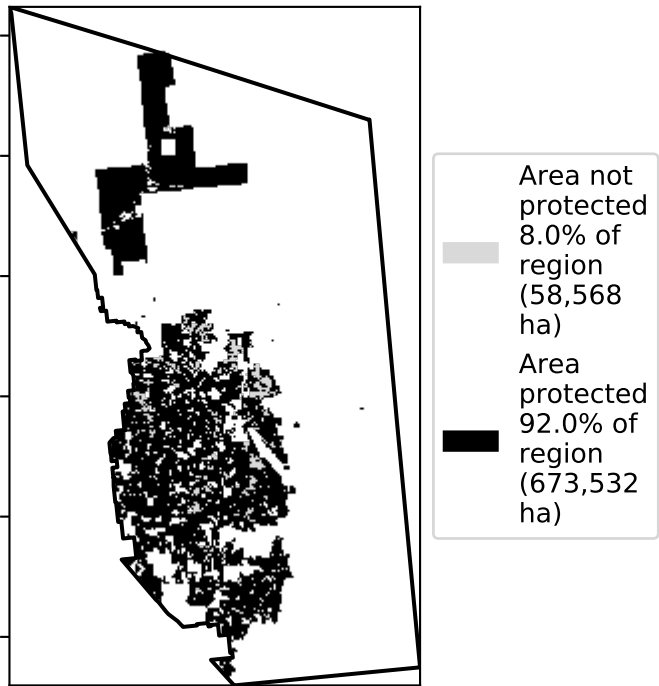 Area not
protected
8.0% of
region
(58,568
ha)
Area
protected
92.0% of
region
(673,532
ha)